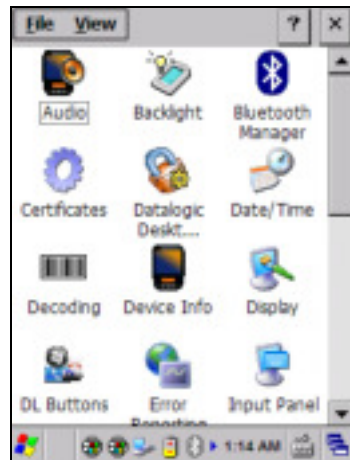 File View ? ×
Audio Backlight Bluetooth
Manager
Certificates Datalogic Date/Time
Deskt....
Decoding Device Info Display
DL Buttons Error Input Panel
Reporting
1:14 AM